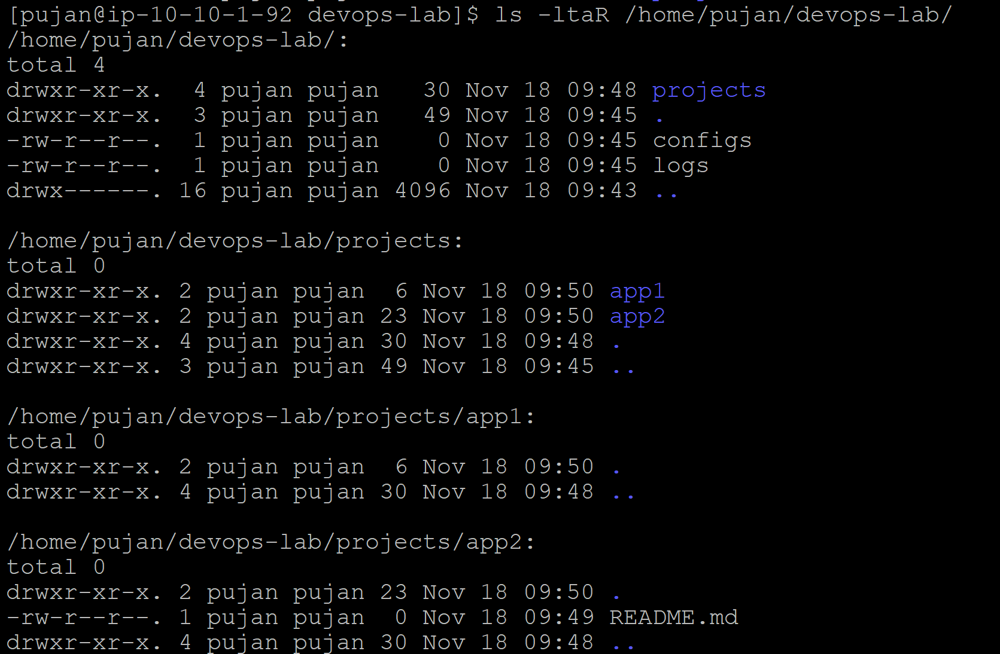 [pujan@ip-10-10-1-92 devops-lab]$ ls -ltaR /home/pujan/devops-lab/
/home/pujan/devops-lab/:
total 4
drwxr-xr-x.  4 pujan pujan   30 Nov 18 09:48 projects
drwxr-xr-x.  3 pujan pujan   49 Nov 18 09:45 .
-rw-r--r--.  1 pujan pujan    0 Nov 18 09:45 configs
-rw-r--r--.  1 pujan pujan    0 Nov 18 09:45 logs
drwx------. 16 pujan pujan 4096 Nov 18 09:43 ..

/home/pujan/devops-lab/projects:
total 0
drwxr-xr-x. 2 pujan pujan  6 Nov 18 09:50 app1
drwxr-xr-x. 2 pujan pujan 23 Nov 18 09:50 app2
drwxr-xr-x. 4 pujan pujan 30 Nov 18 09:48 .
drwxr-xr-x. 3 pujan pujan 49 Nov 18 09:45 ..

/home/pujan/devops-lab/projects/app1:
total 0
drwxr-xr-x. 2 pujan pujan  6 Nov 18 09:50 .
drwxr-xr-x. 4 pujan pujan 30 Nov 18 09:48 ..

/home/pujan/devops-lab/projects/app2:
total 0
drwxr-xr-x. 2 pujan pujan 23 Nov 18 09:50 .
-rw-r--r--. 1 pujan pujan  0 Nov 18 09:49 README.md
drwxr-xr-x. 4 pujan pujan 30 Nov 18 09:48 ..